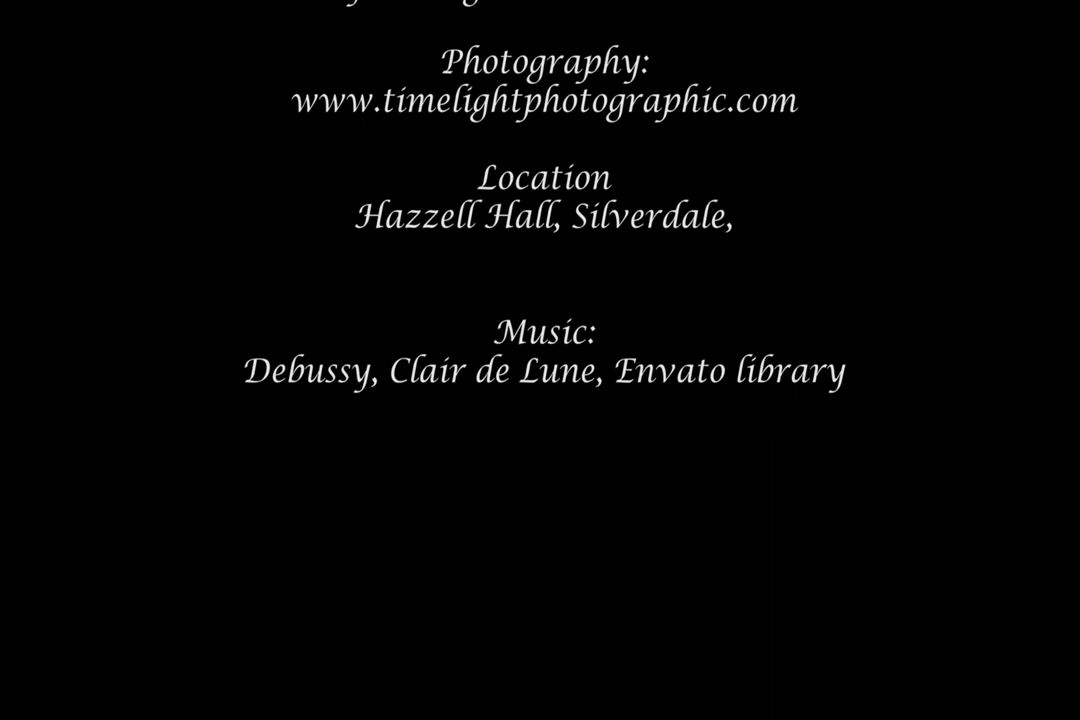 Photography:
www.timelightphotographic.com
Location
Hazzell Hall, Silverdale,
Music:
Debussy, Clair de Lune, Envato library